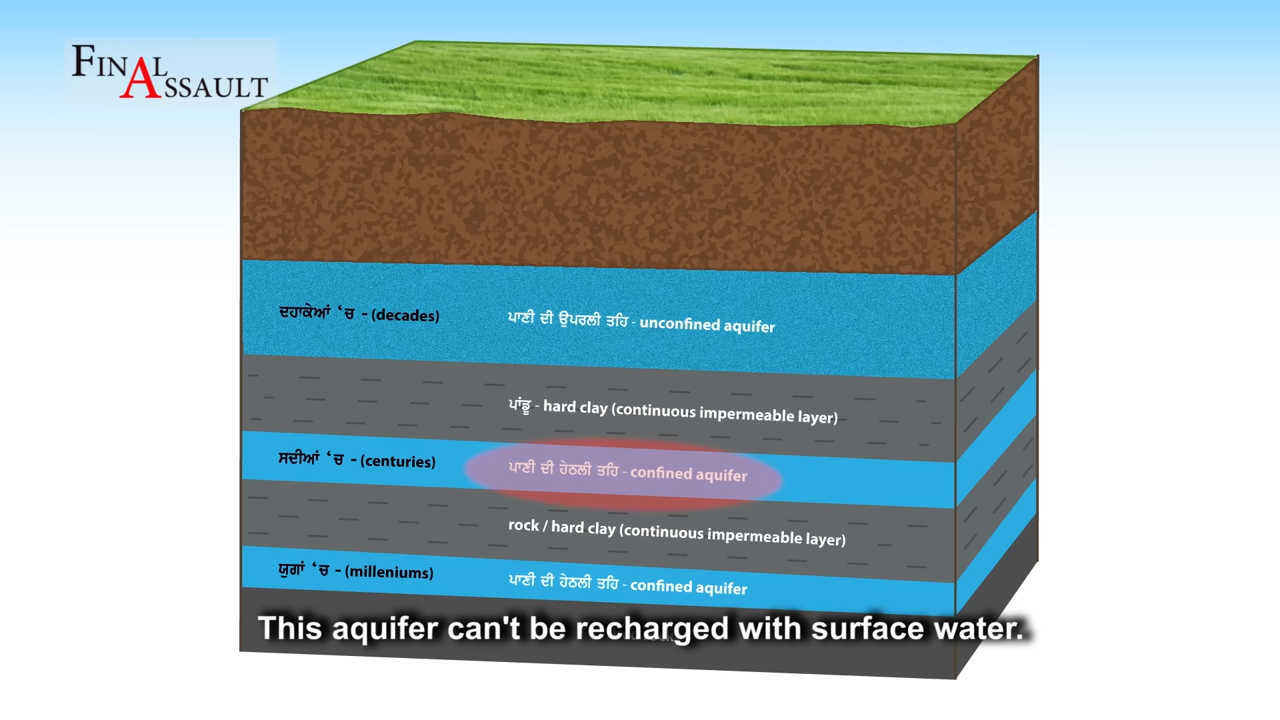 FINAL
ASSAULT
ਦਹਾਕੇਆਂ ‘ਚ - (decades)
ਪਾਣੀ ਦੀ ਉਪਰਲੀ ਤਹਿ - unconfined aquifer
ਪਾਂਡੂ - hard clay (continuous impermeable layer)
ਸਦੀਆਂ ‘ਚ - (centuries)
ਪਾਣੀ ਦੀ ਹੇਠਲੀ ਤਹਿ - confined aquifer
rock / hard clay (continuous impermeable layer)
ਯੁਗਾਂ ‘ਚ - (milleniums)
ਪਾਣੀ ਦੀ ਹੇਠਲੀ ਤਹਿ - confined aquifer
This aquifer can't be recharged with surface water.